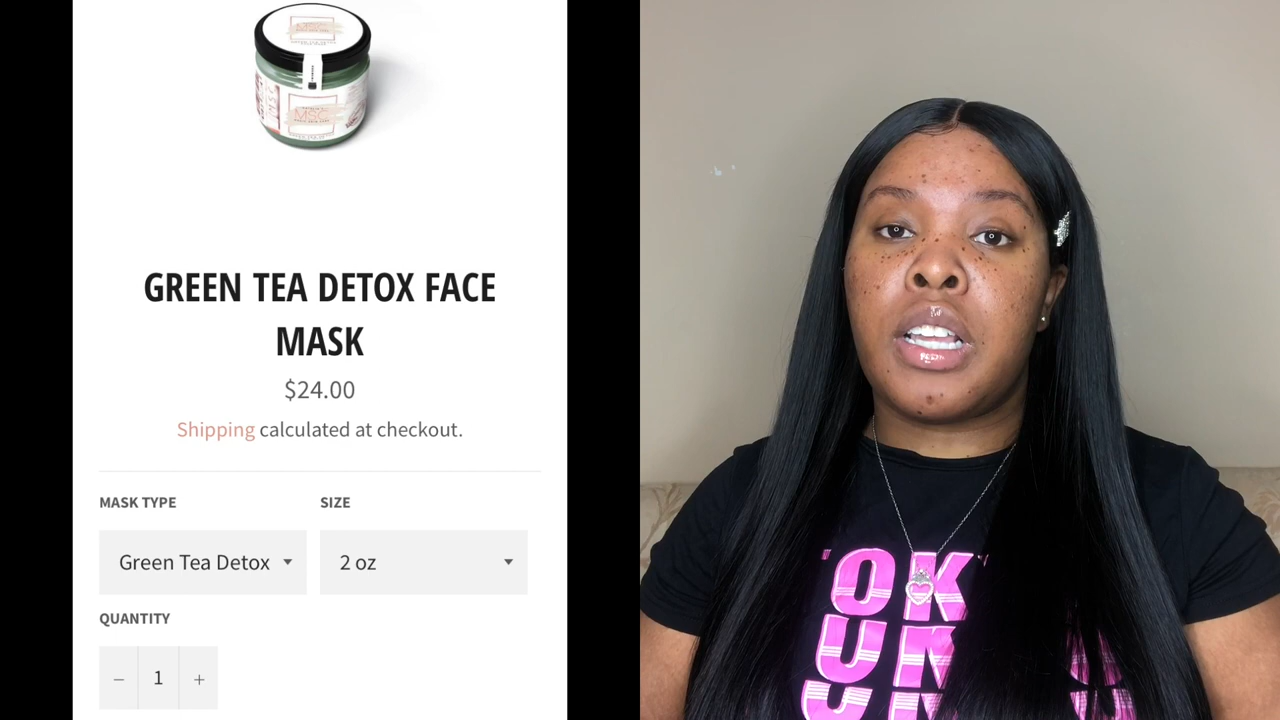 MSC
GREEN TEA DETOX FACE
MASK
$24.00
Shipping calculated at checkout.
MASK TYPE
SIZE
Green Tea Detox
2 oz
QUANTITY
− 1 +